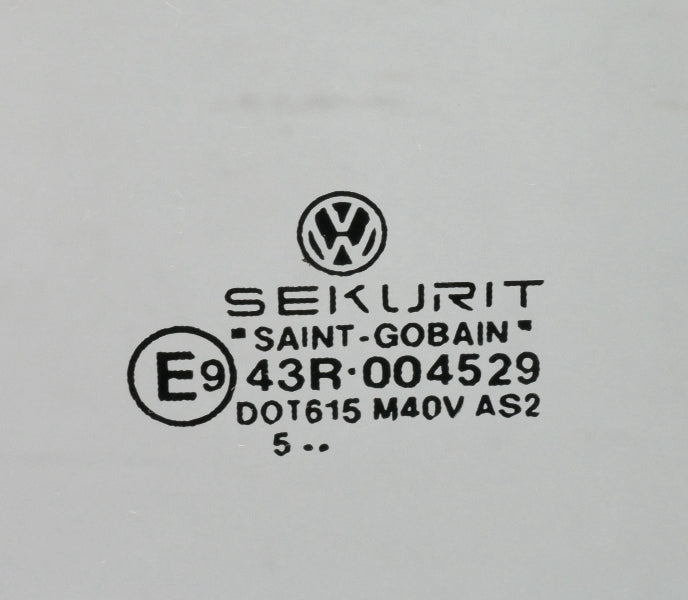 SEKURIT
"SAINT-GOBAIN"
E9 43R·004529
DOT615 M40V AS2
5 ..